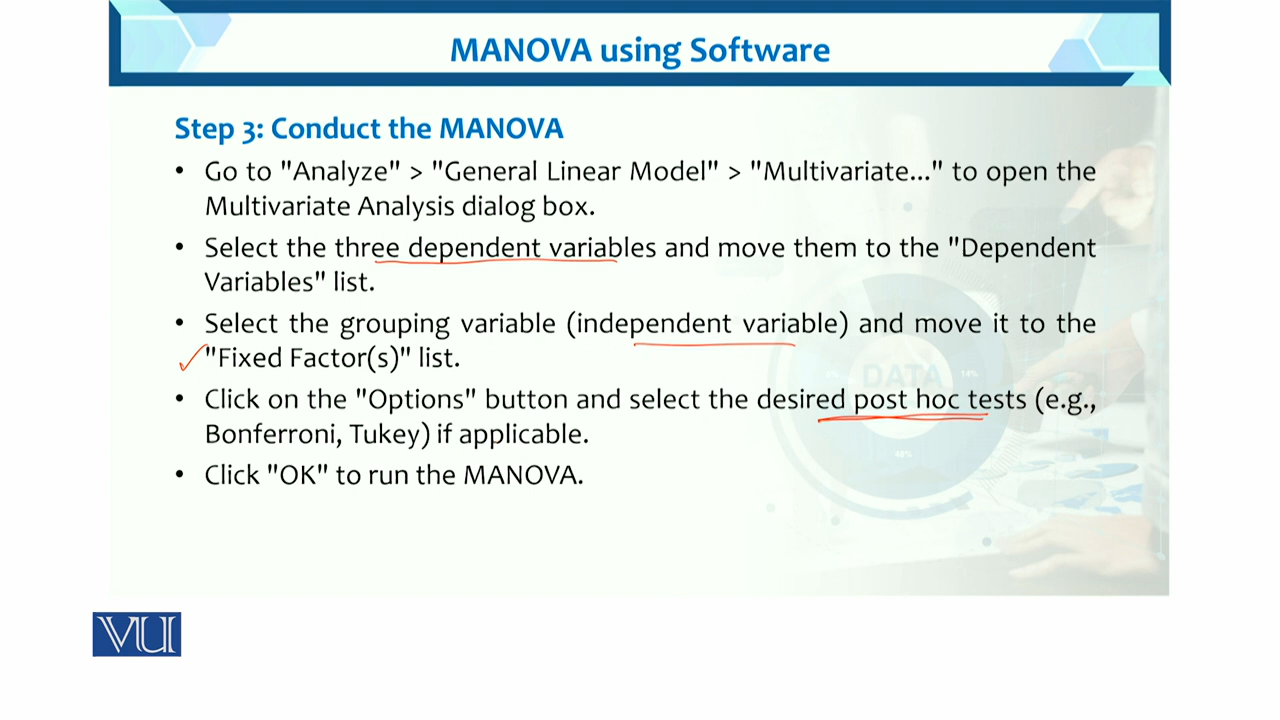 MANOVA using Software
Step 3: Conduct the MANOVA
• Go to "Analyze" > "General Linear Model" > "Multivariate..." to open the
Multivariate Analysis dialog box.
• Select the three dependent variables and move them to the "Dependent
Variables" list.
• Select the grouping variable (independent variable) and move it to the
"Fixed Factor(s)" list.
• Click on the "Options" button and select the desired post hoc tests (e.g.,
Bonferroni, Tukey) if applicable.
• Click "OK" to run the MANOVA.
DATA
14%
48%
VU